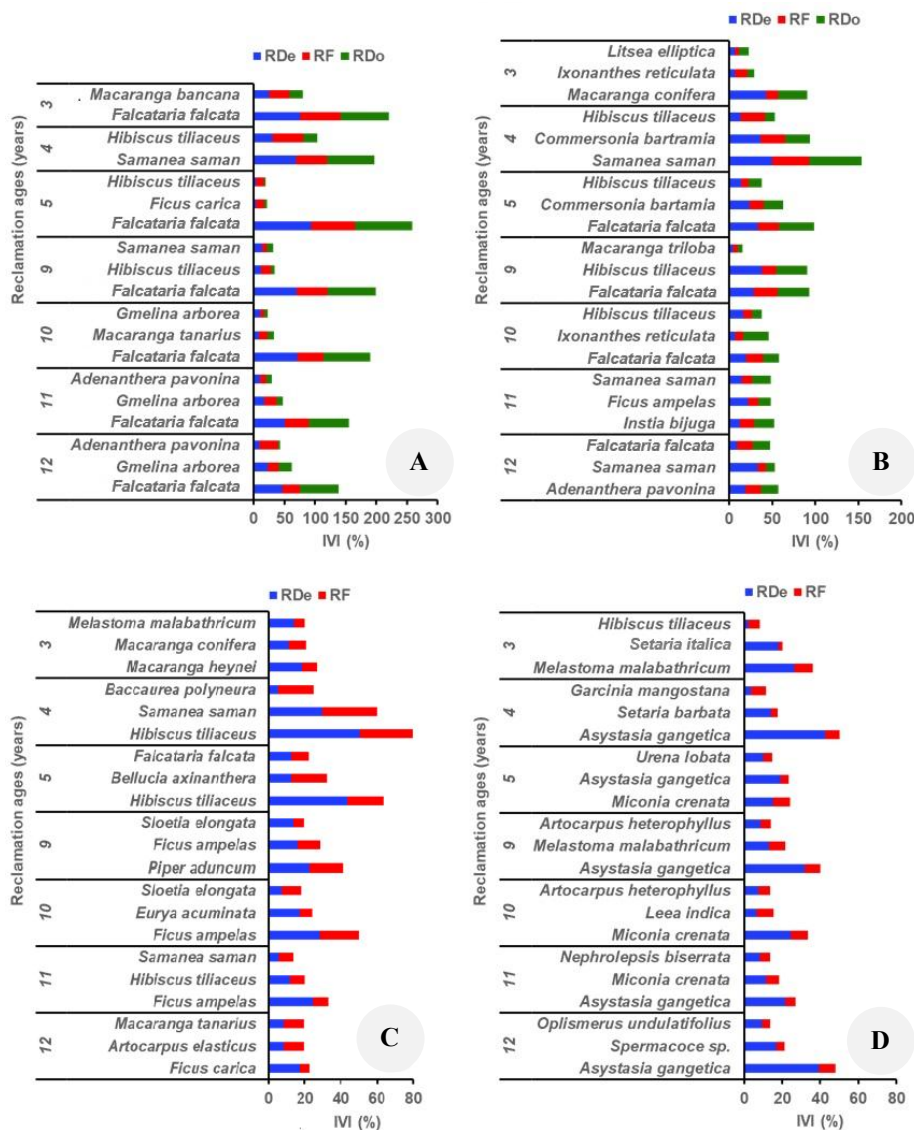 RDe RF RDo
Reclamation ages (years)
3
Macaranga bancana
Falcataria falcata
4
Hibiscus tiliaceus
Samanea saman
5
Hibiscus tiliaceus
Ficus carica
Falcataria falcata
9
Samanea saman
Hibiscus tiliaceus
Falcataria falcata
10
Gmelina arborea
Macaranga tanarius
Falcataria falcata
11
Adenanthera pavonina
Gmelina arborea
Falcataria falcata
12
Adenanthera pavonina
Gmelina arborea
Falcataria falcata
0 50 100 150 200 250 300
IVI (%)
A
RDe RF RDo
Reclamation ages (years)
3
Litsea elliptica
Ixonanthes reticulata
Macaranga conifera
4
Hibiscus tiliaceus
Commersonia bartramia
Samanea saman
5
Hibiscus tiliaceus
Commersonia bartamia
Falcataria falcata
9
Macaranga triloba
Hibiscus tiliaceus
Falcataria falcata
10
Hibiscus tiliaceus
Ixonanthes reticulata
Falcataria falcata
11
Samanea saman
Ficus ampelas
Instia bijuga
12
Falcataria falcata
Samanea saman
Adenanthera pavonina
0 50 100 150 200
IVI (%)
B
RDe RF
Reclamation ages (years)
3
Melastoma malabathricum
Macaranga conifera
Macaranga heynei
4
Baccaurea polyneura
Samanea saman
Hibiscus tiliaceus
5
Falcataria falcata
Bellucia axinanthera
Hibiscus tiliaceus
9
Sloetia elongata
Ficus ampelas
Piper aduncum
10
Sloetia elongata
Eurya acuminata
Ficus ampelas
11
Samanea saman
Hibiscus tiliaceus
Ficus ampelas
12
Macaranga tanarius
Artocarpus elasticus
Ficus carica
0 20 40 60 80
IVI (%)
C
RDe RF
Reclamation ages (years)
3
Hibiscus tiliaceus
Setaria italica
Melastoma malabathricum
4
Garcinia mangostana
Setaria barbata
Asystasia gangetica
5
Urena lobata
Asystasia gangetica
Miconia crenata
9
Artocarpus heterophyllus
Melastoma malabathricum
Asystasia gangetica
10
Artocarpus heterophyllus
Leea indica
Miconia crenata
11
Nephrolepsis biserrata
Miconia crenata
Asystasia gangetica
12
Oplismerus undulatifolius
Spermacoce sp.
Asystasia gangetica
0 20 40 60 80
IVI (%)
D